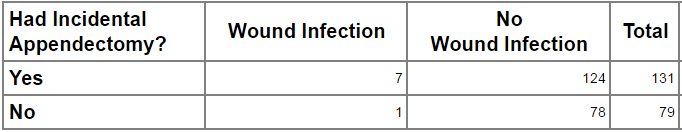 Had Incidental Appendectomy? Wound Infection No Wound Infection Total
Yes 7 124 131
No 1 78 79